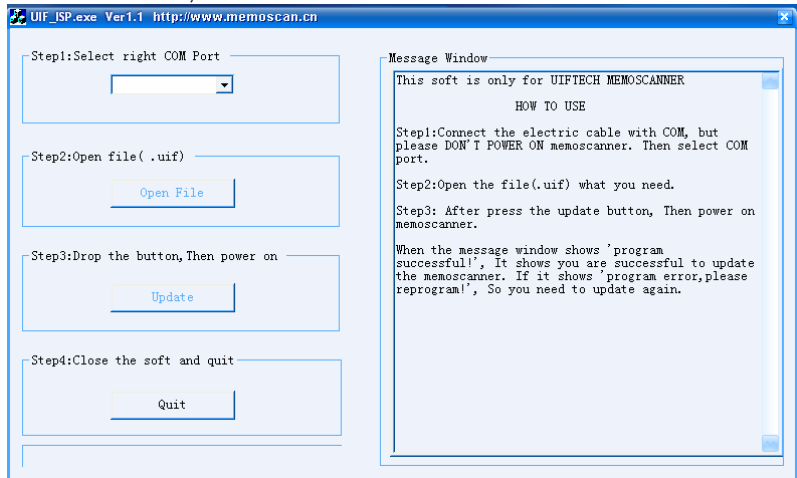 UIF_ISP.exe Ver1.1 http://www.memoscan.cn
Step1:Select right COM Port
Step2:Open file( .uif)
Open File
Step3:Drop the button,Then power on
Update
Step4:Close the soft and quit
Quit
Message Window
This soft is only for UIFTECH MEMOSCANNER
HOW TO USE
Step1:Connect the electric cable with COM, but
please DON'T POWER ON memoscanner. Then select COM
port.
Step2:Open the file(.uif) what you need.
Step3: After press the update button, Then power on
memoscanner.
When the message window shows 'program
successful!', It shows you are successful to update
the memoscanner. If it shows 'program error,please
reprogram!', So you need to update again.